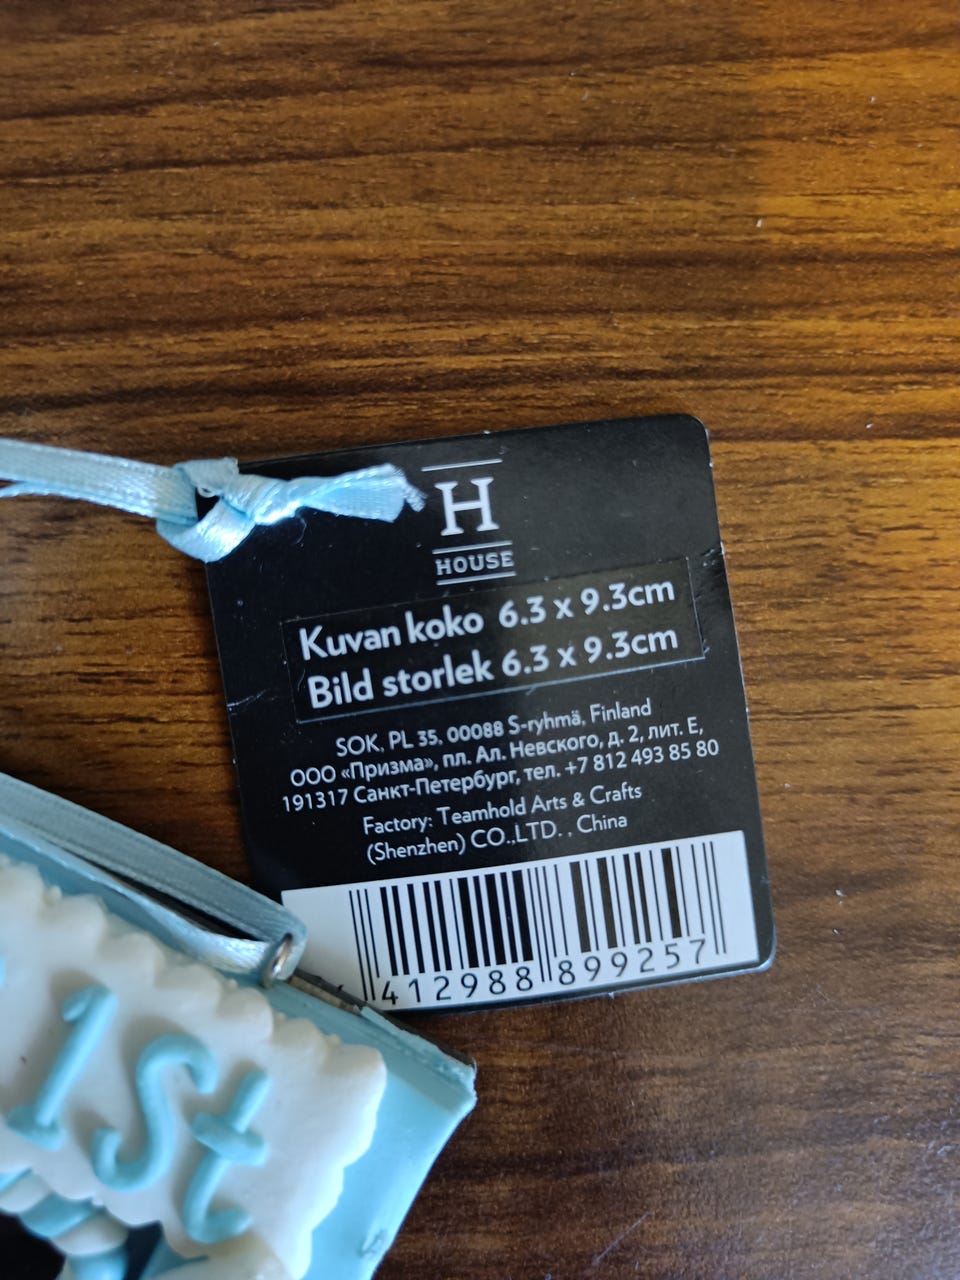 H
HOUSE
Kuvan koko 6.3 x 9.3cm
Bild storlek 6.3 x 9.3cm
SOK, PL 35, 00088 S-ryhmä, Finland
ООО «Призма», пл. Ал. Невского, д. 2, лит. Е,
191317 Санкт-Петербург, тел. +7 812 493 85 80
Factory: Teamhold Arts & Crafts
(Shenzhen) CO.,LTD. , China
412988 899257
1st